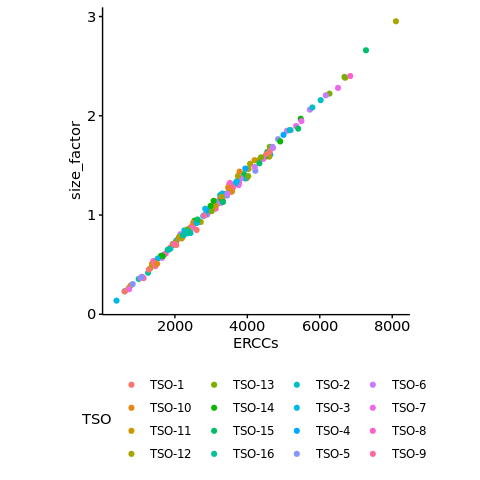 3
2
1
0
size_factor
2000 4000 6000 8000
ERCCs
TSO
TSO-1 TSO-13 TSO-2 TSO-6
TSO-10 TSO-14 TSO-3 TSO-7
TSO-11 TSO-15 TSO-4 TSO-8
TSO-12 TSO-16 TSO-5 TSO-9